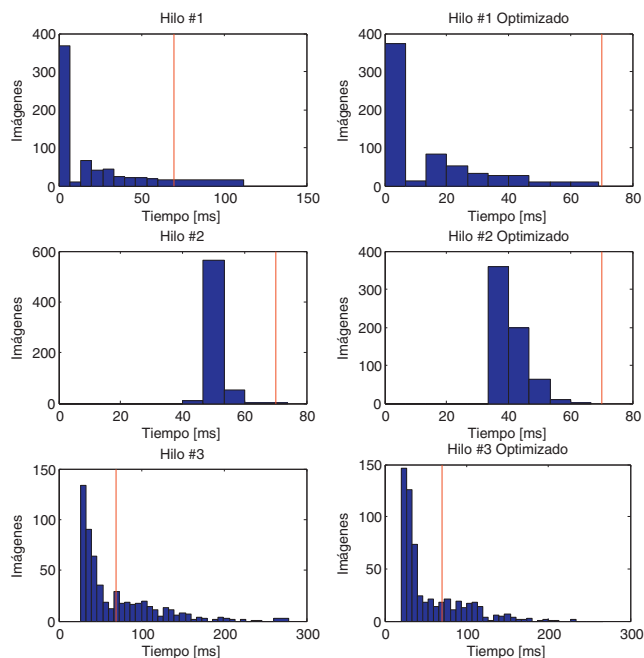 Hilo #1
Imágenes
400
300
200
100
0
0 50 100 150
Tiempo [ms]
Hilo #1 Optimizado
Imágenes
400
300
200
100
0
0 20 40 60 80
Tiempo [ms]
Hilo #2
Imágenes
600
400
200
0
0 20 40 60 80
Tiempo [ms]
Hilo #2 Optimizado
Imágenes
400
300
200
100
0
0 20 40 60 80
Tiempo [ms]
Hilo #3
Imágenes
150
100
50
0
0 100 200 300
Tiempo [ms]
Hilo #3 Optimizado
Imágenes
150
100
50
0
0 100 200 300
Tiempo [ms]